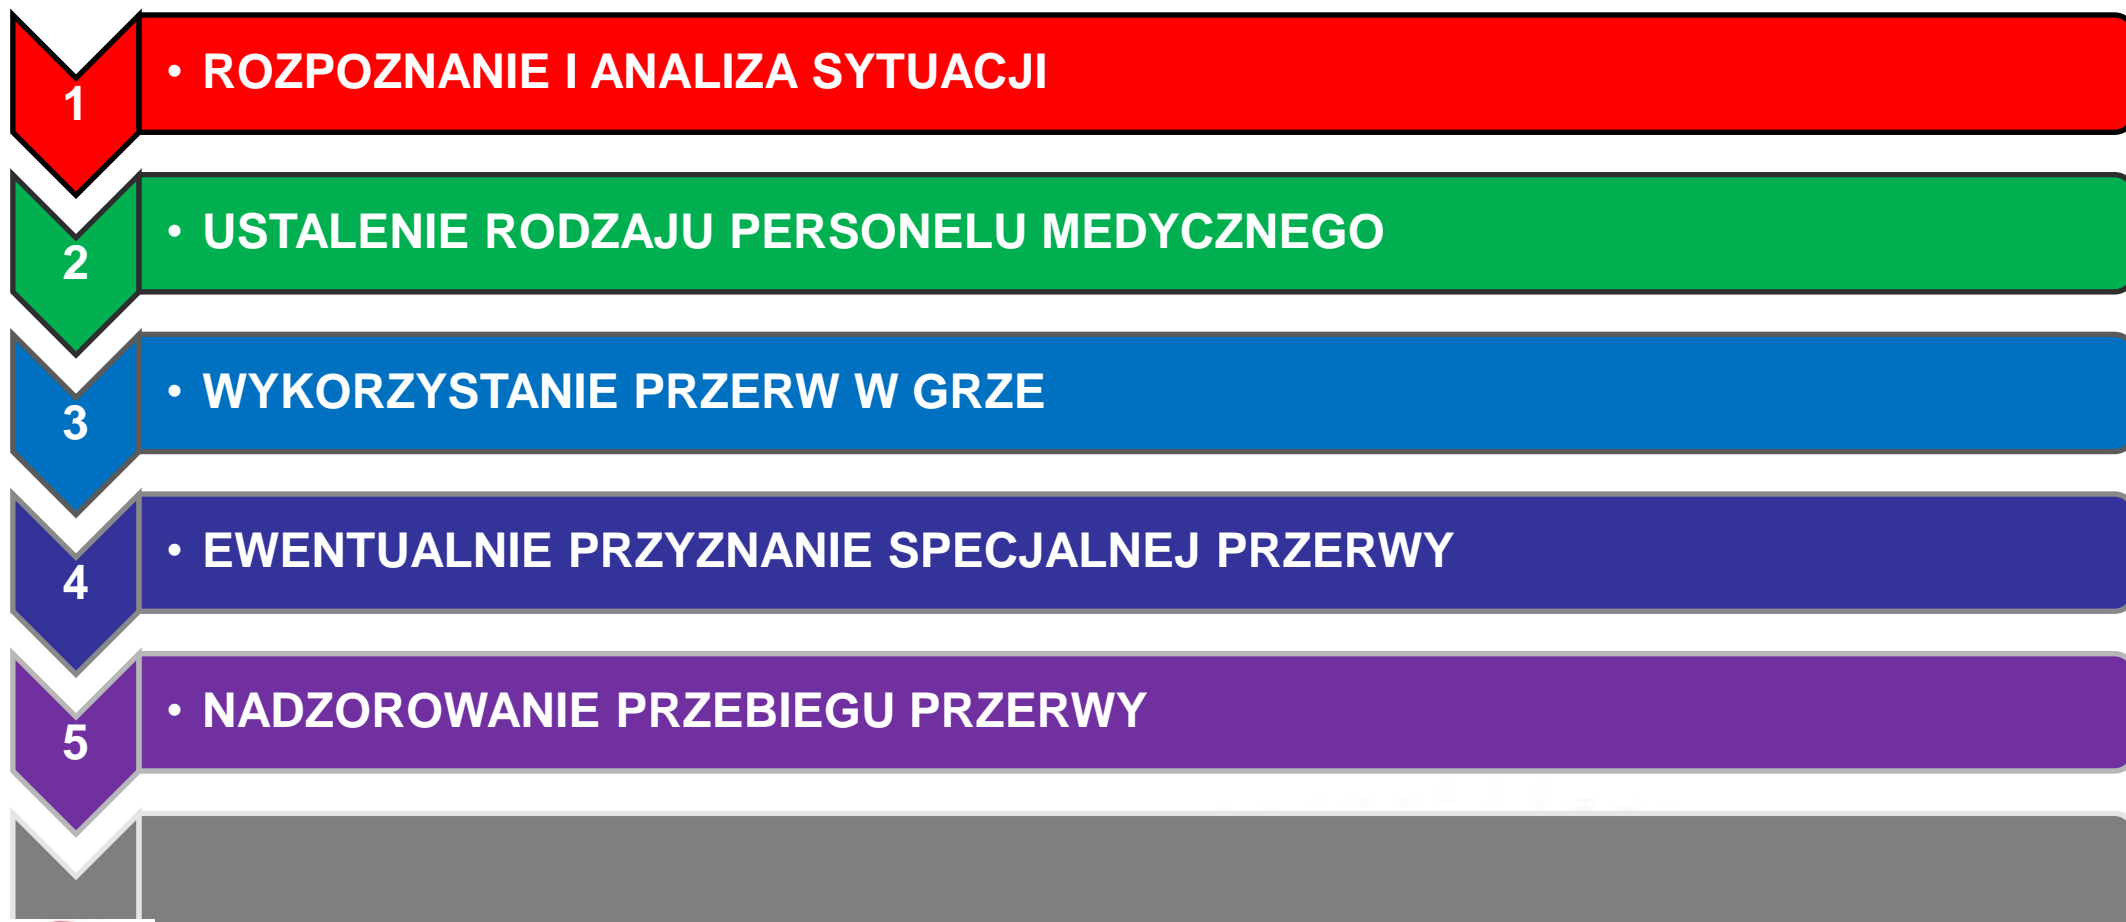 1 • ROZPOZNANIE I ANALIZA SYTUACJI
2 • USTALENIE RODZAJU PERSONELU MEDYCZNEGO
3 • WYKORZYSTANIE PRZERW W GRZE
4 • EWENTUALNIE PRZYZNANIE SPECJALNEJ PRZERWY
5 • NADZOROWANIE PRZEBIEGU PRZERWY